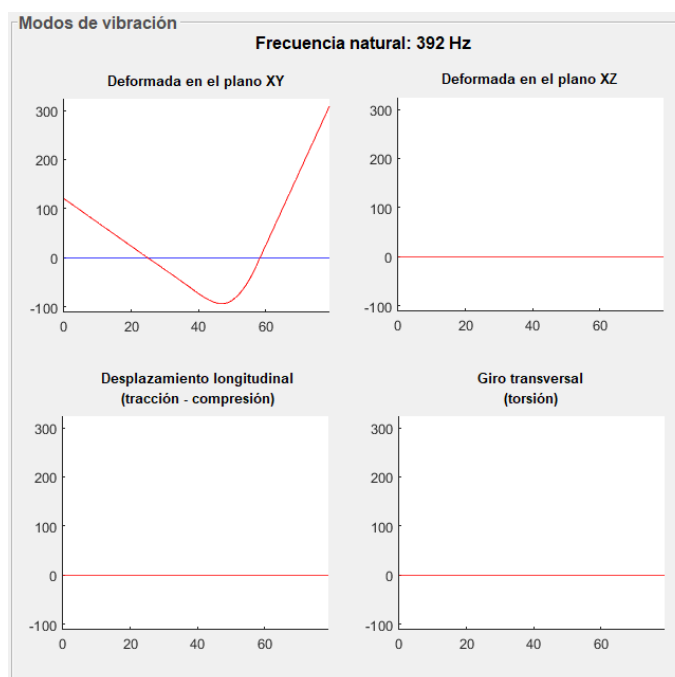 Modos de vibración
Frecuencia natural: 392 Hz
Deformada en el plano XY
300
200
100
0
-100
0 20 40 60
Deformada en el plano XZ
300
200
100
0
-100
0 20 40 60
Desplazamiento longitudinal
(tracción - compresión)
300
200
100
0
-100
0 20 40 60
Giro transversal
(torsión)
300
200
100
0
-100
0 20 40 60